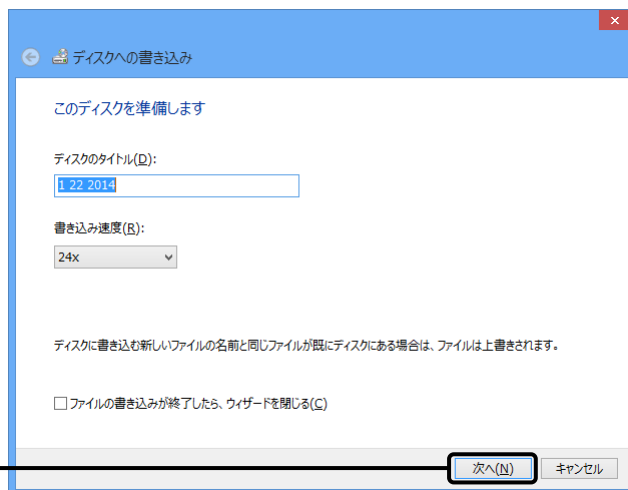 ディスクへの書き込み
このディスクを準備します
ディスクのタイトル(D):
1 22 2014
書き込み速度(R):
24x
ディスクに書き込む新しいファイルの名前と同じファイルが既にディスクにある場合は、ファイルは上書きされます。
ファイルの書き込みが終了したら、ウィザードを閉じる(C)
次へ(N) キャンセル